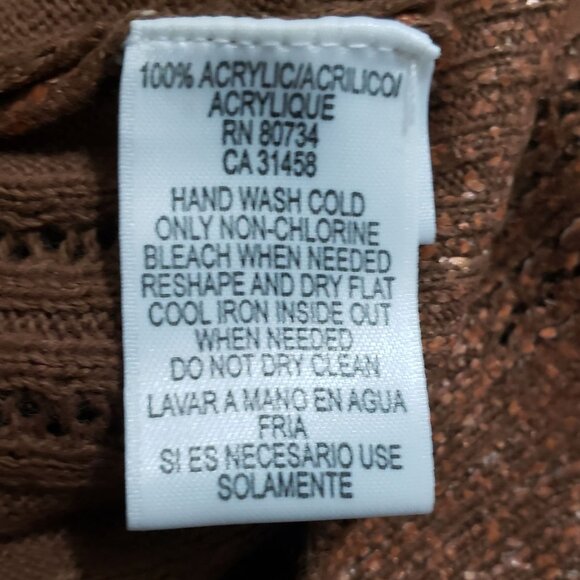 100% ACRYLIC/ACRILICO/
ACRYLIQUE
RN 80734
CA 31458
HAND WASH COLD
ONLY NON-CHLORINE
BLEACH WHEN NEEDED
RESHAPE AND DRY FLAT
COOL IRON INSIDE OUT
WHEN NEEDED
DO NOT DRY CLEAN
LAVAR A MANO EN AGUA
FRIA
SI ES NECESARIO USE
SOLAMENTE